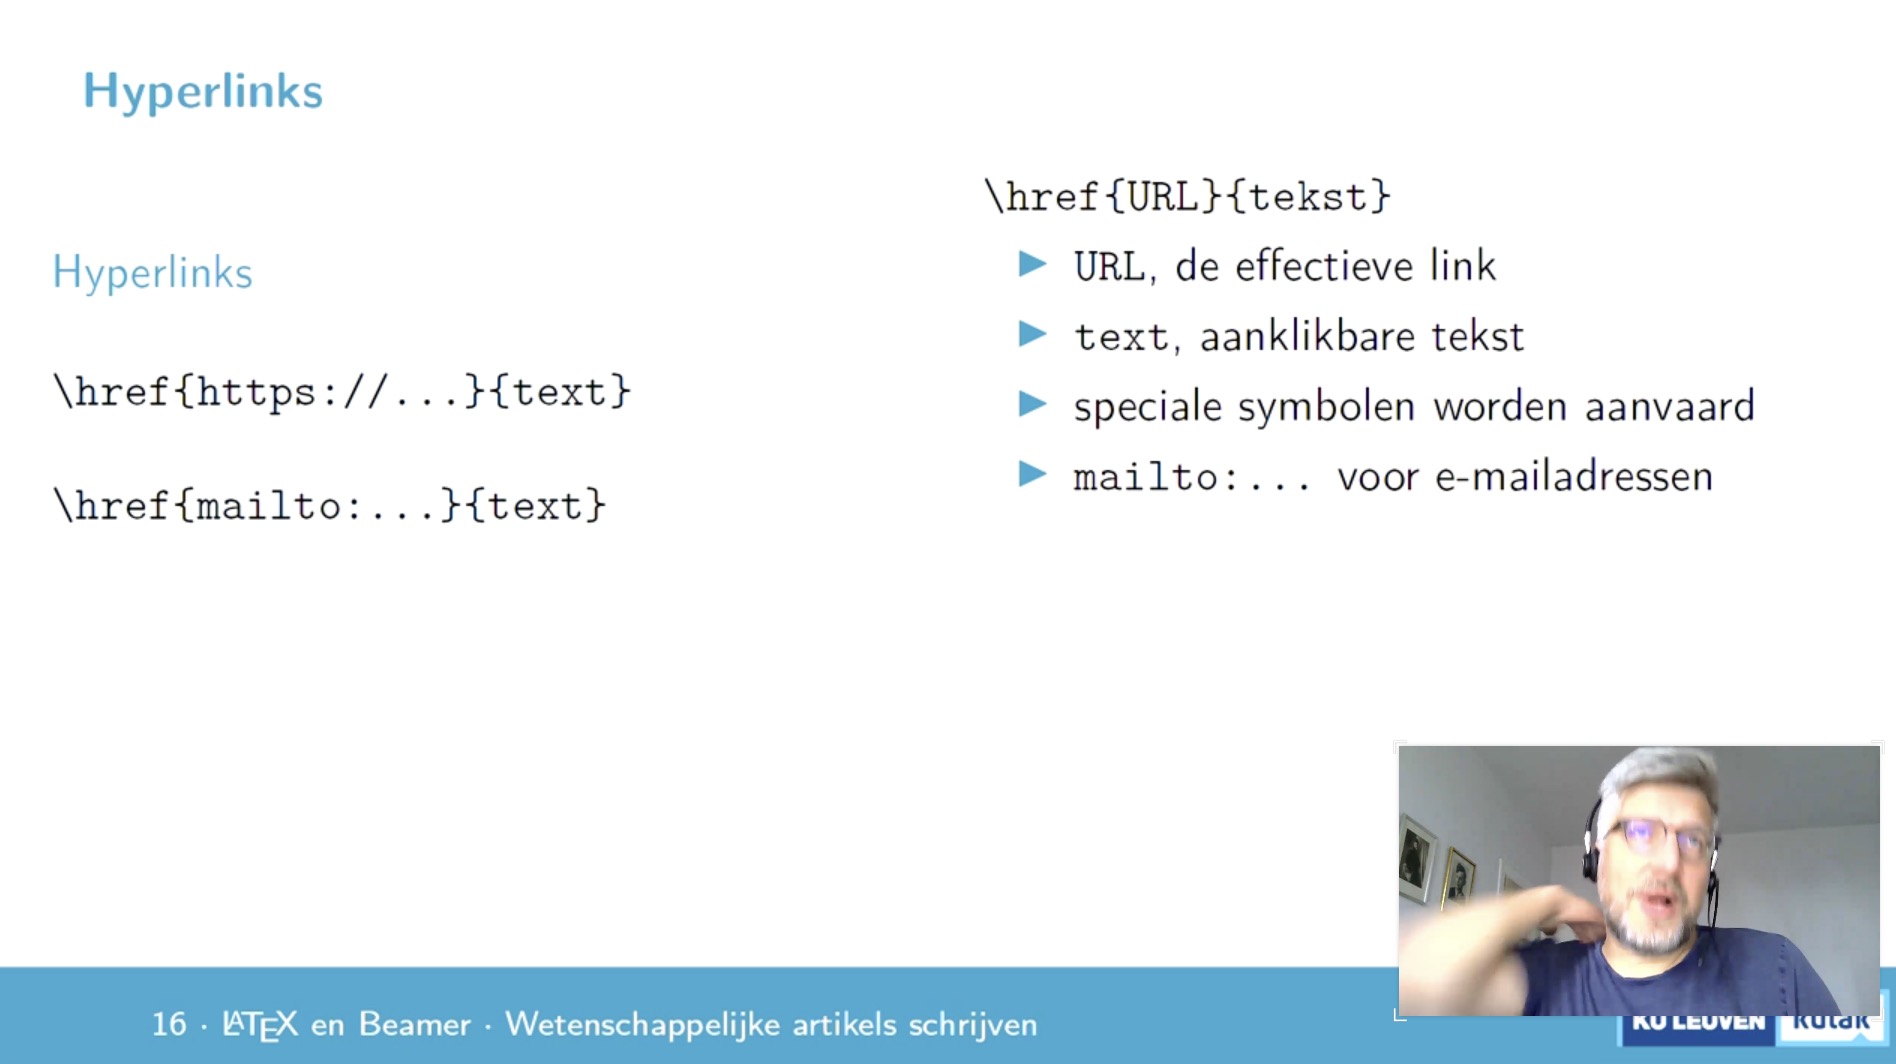 Hyperlinks
Hyperlinks
\href{https://...}{text}
\href{mailto:...}{text}
\href{URL}{tekst}
URL, de effectieve link
text, aanklikbare tekst
speciale symbolen worden aanvaard
mailto:... voor e-mailadressen
16 · LATEX en Beamer · Wetenschappelijke artikels schrijven
KU LEUVEN kulak